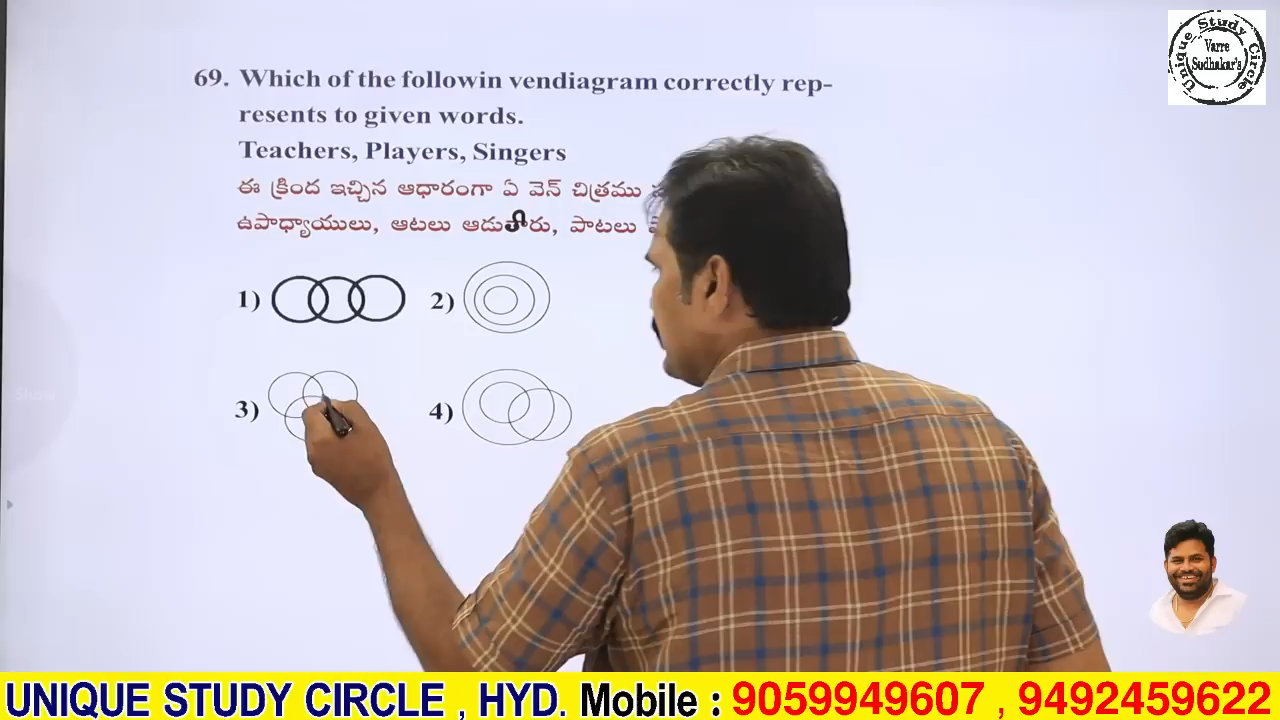 Unique Study Circle
Varre
Sudhakar's
69. Which of the followin vendiagram correctly rep-
resents to given words.
Teachers, Players, Singers
ఈ క్రింద ఇచ్చిన ఆధారంగా ఏ వెన్ చిత్రము
ఉపాధ్యాయులు, ఆటలు ఆడుతారు, పాటలు
1) 2)
3) 4)
UNIQUE STUDY CIRCLE , HYD. Mobile : 9059949607 , 9492459622